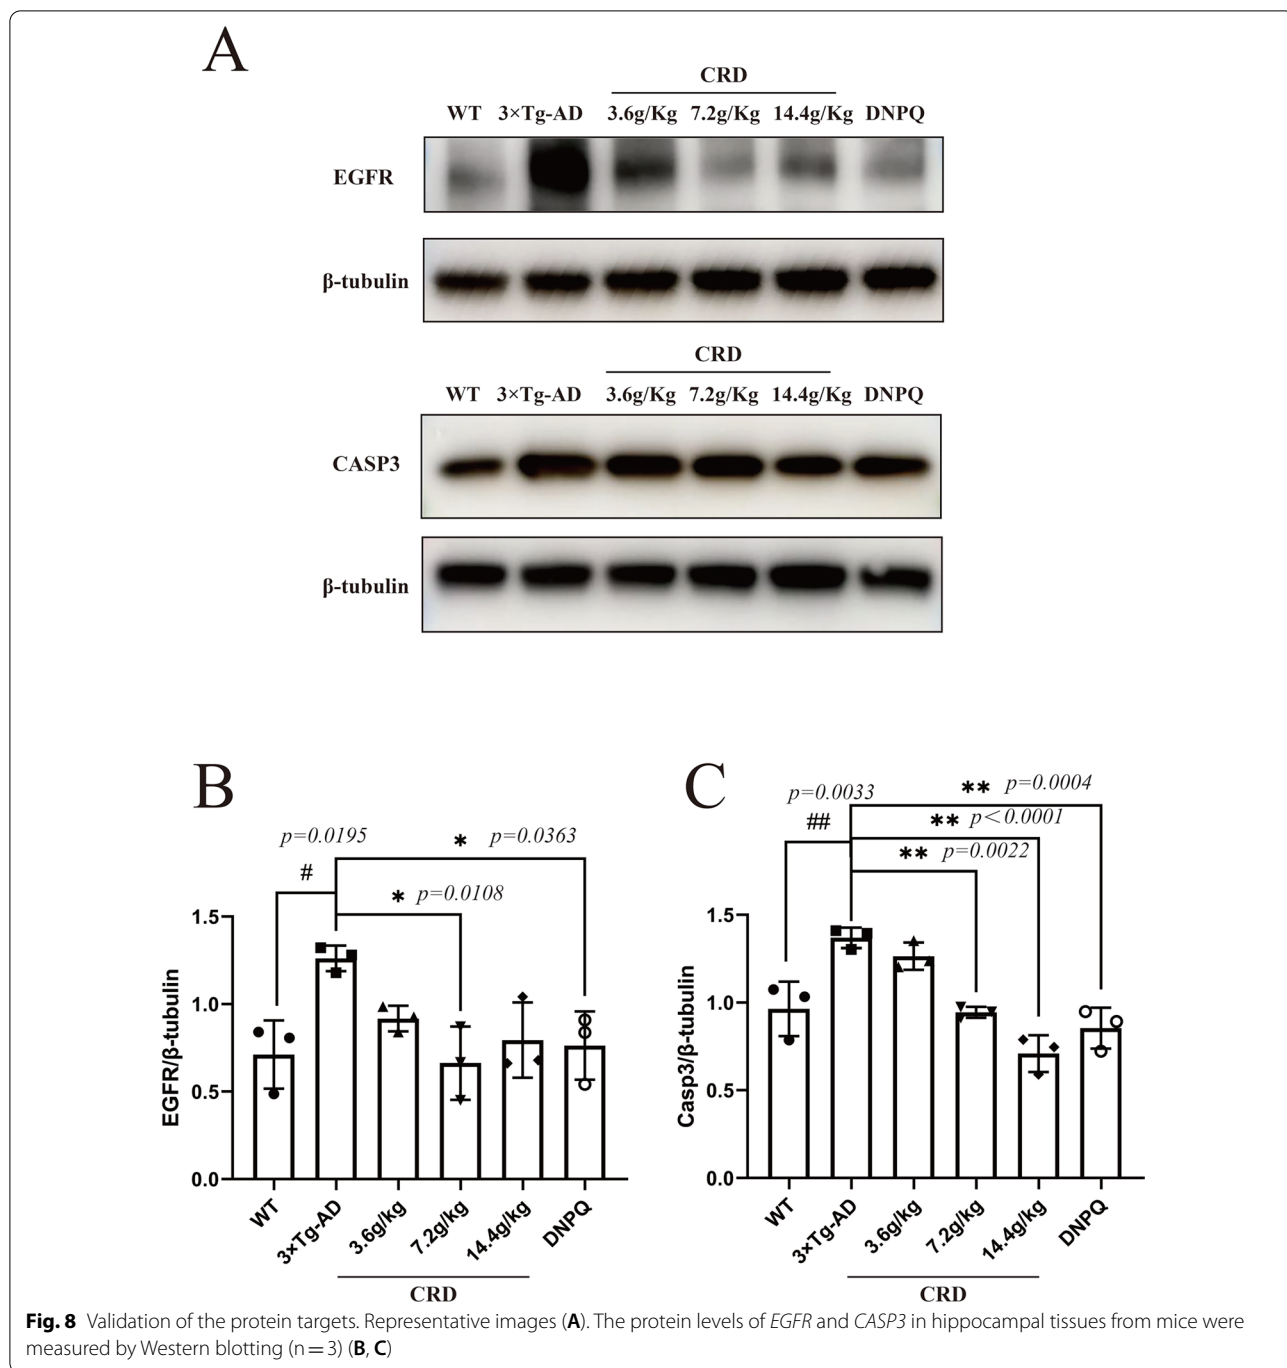 A
CRD
WT 3×Tg-AD 3.6g/Kg 7.2g/Kg 14.4g/Kg DNPQ
EGFR
β-tubulin
CRD
WT 3×Tg-AD 3.6g/Kg 7.2g/Kg 14.4g/Kg DNPQ
CASP3
β-tubulin
B
p=0.0195
* p=0.0363
#
* p=0.0108
EGFR/β-tubulin
1.5
1.0
0.5
0.0
WT
3×Tg-AD
3.6g/kg
7.2g/kg
14.4g/kg
DNPQ
CRD
C
p=0.0033
** p=0.0004
##
** p<0.0001
** p=0.0022
Casp3/β-tubulin
1.5
1.0
0.5
0.0
WT
3×Tg-AD
3.6g/kg
7.2g/kg
14.4g/kg
DNPQ
CRD
Fig. 8 Validation of the protein targets. Representative images (A). The protein levels of EGFR and CASP3 in hippocampal tissues from mice were
measured by Western blotting (n = 3) (B, C)